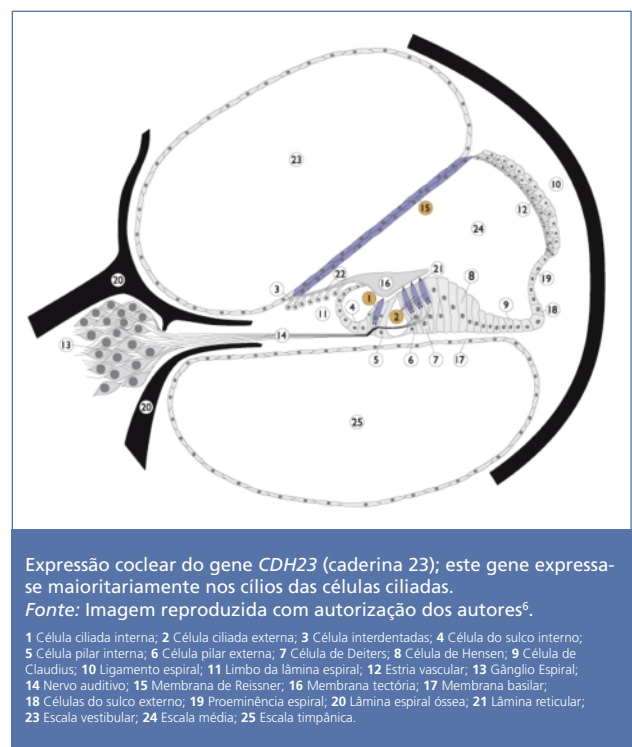 23
10
15
12
24
20
21
3
22
16
8
19
1
4
9
18
11
2
13
14
5
6
7
17
20
25
Expressão coclear do gene CDH23 (caderina 23); este gene expressa-
se maioritariamente nos cílios das células ciliadas.
Fonte: Imagem reproduzida com autorização dos autores⁶.
1 Célula ciliada interna; 2 Célula ciliada externa; 3 Célula interdentadas; 4 Célula do sulco interno;
5 Célula pilar interna; 6 Célula pilar externa; 7 Célula de Deiters; 8 Célula de Hensen; 9 Célula de
Claudius; 10 Ligamento espiral; 11 Limbo da lâmina espiral; 12 Estria vascular; 13 Gânglio Espiral;
14 Nervo auditivo; 15 Membrana de Reissner; 16 Membrana tectória; 17 Membrana basilar;
18 Células do sulco externo; 19 Proeminência espiral; 20 Lâmina espiral óssea; 21 Lâmina reticular;
23 Escala vestibular; 24 Escala média; 25 Escala timpânica.